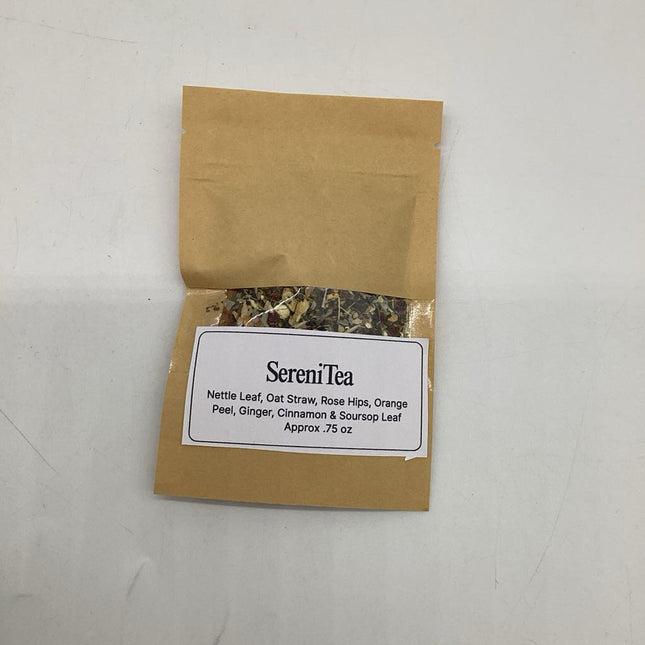 SereniTea
Nettle Leaf, Oat Straw, Rose Hips, Orange
Peel, Ginger, Cinnamon & Soursop Leaf
Approx .75 oz